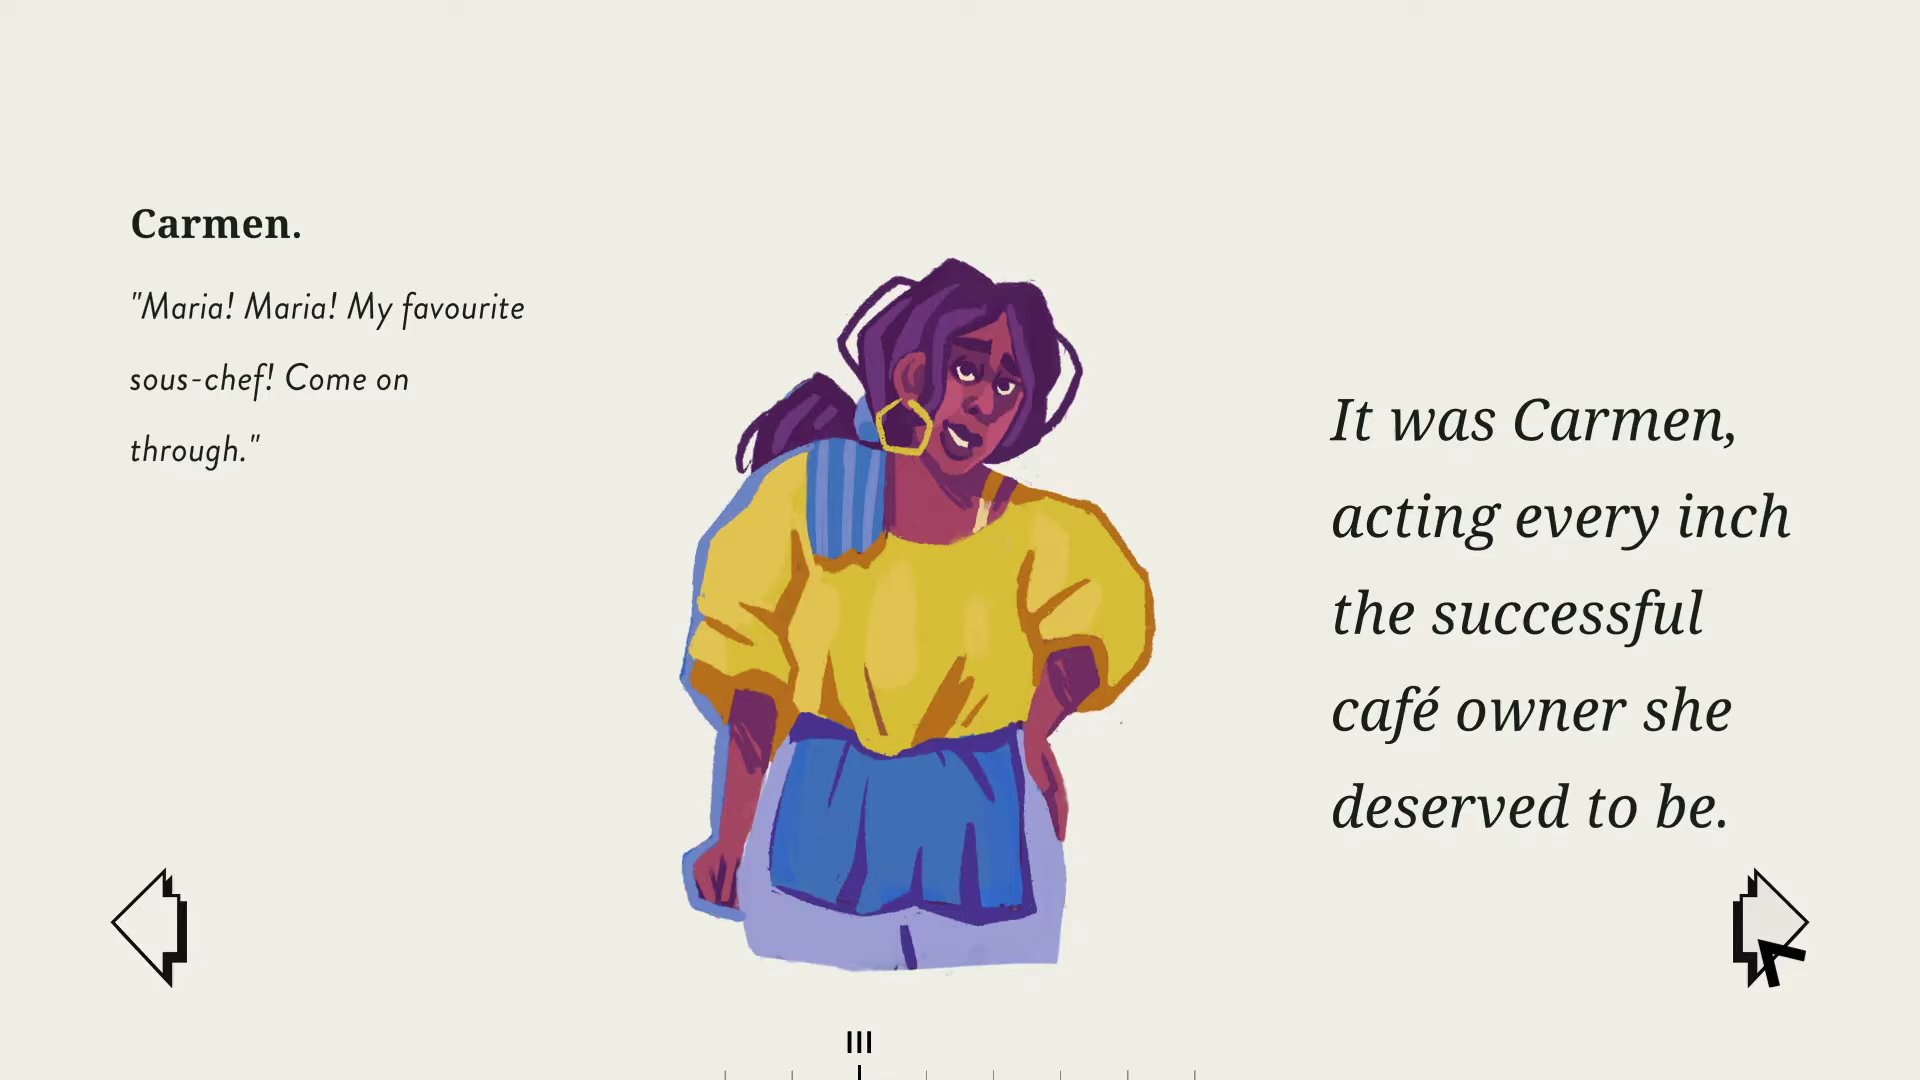 Carmen.
"Maria! Maria! My favourite
sous-chef! Come on
through."
It was Carmen,
acting every inch
the successful
café owner she
deserved to be.
III